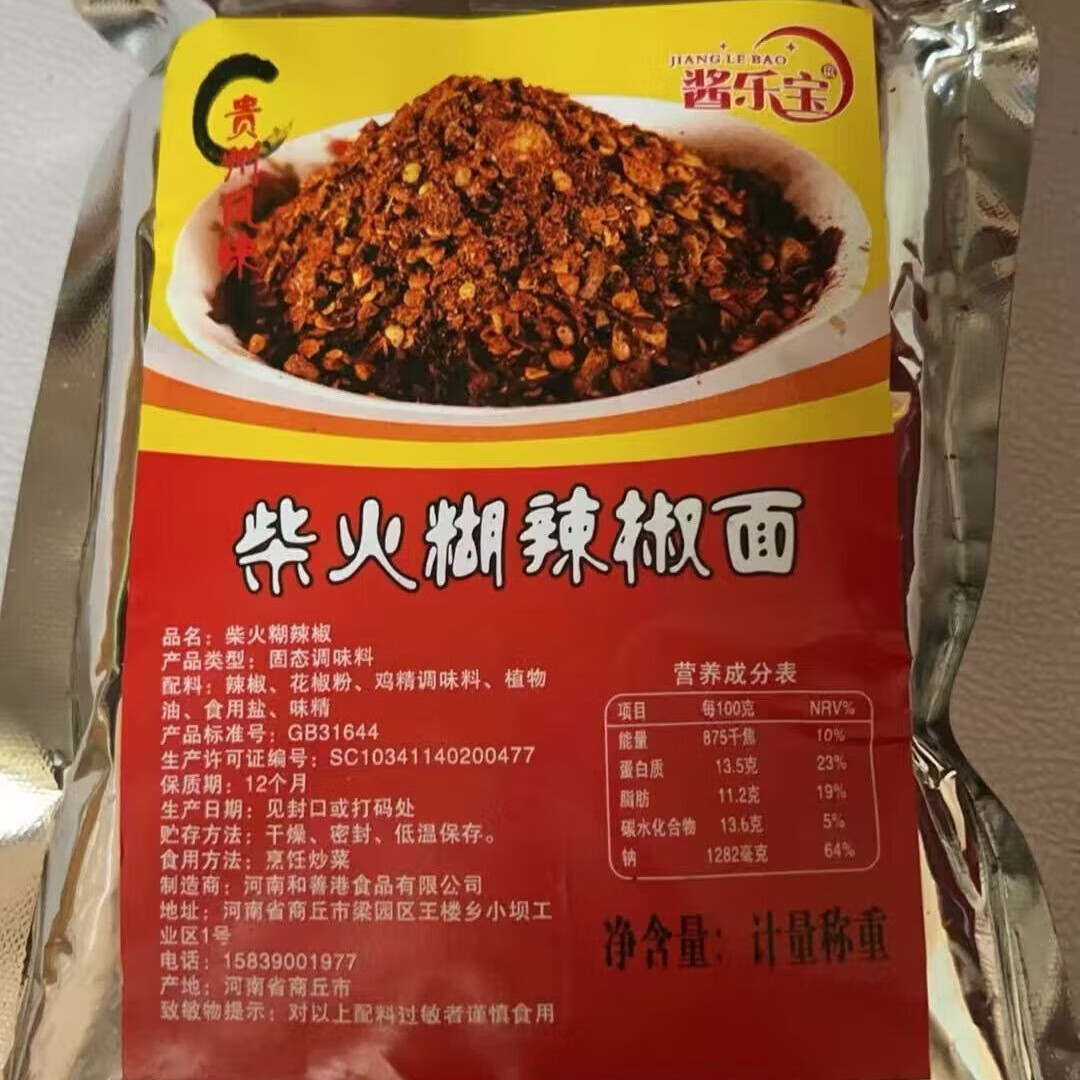 贵州风味
JIANG LE BAO
酱乐宝
柴火糊辣椒面
品名：柴火糊辣椒
产品类型：固态调味料
配料：辣椒、花椒粉、鸡精调味料、植物
油、食用盐、味精
产品标准号：GB31644
生产许可证编号：SC10341140200477
保质期：12个月
生产日期：见封口或打码处
贮存方法：干燥、密封、低温保存。
食用方法：烹饪炒菜
制造商：河南和善港食品有限公司
地址：河南省商丘市梁园区王楼乡小坝工
业区1号
电话：15839001977
产地：河南省商丘市
致敏物提示：对以上配料过敏者谨慎食用
营养成分表
项目 每100克 NRV%
能量 875千焦 10%
蛋白质 13.5克 23%
脂肪 11.2克 19%
碳水化合物 13.6克 5%
钠 1282毫克 64%
净含量：计量称重